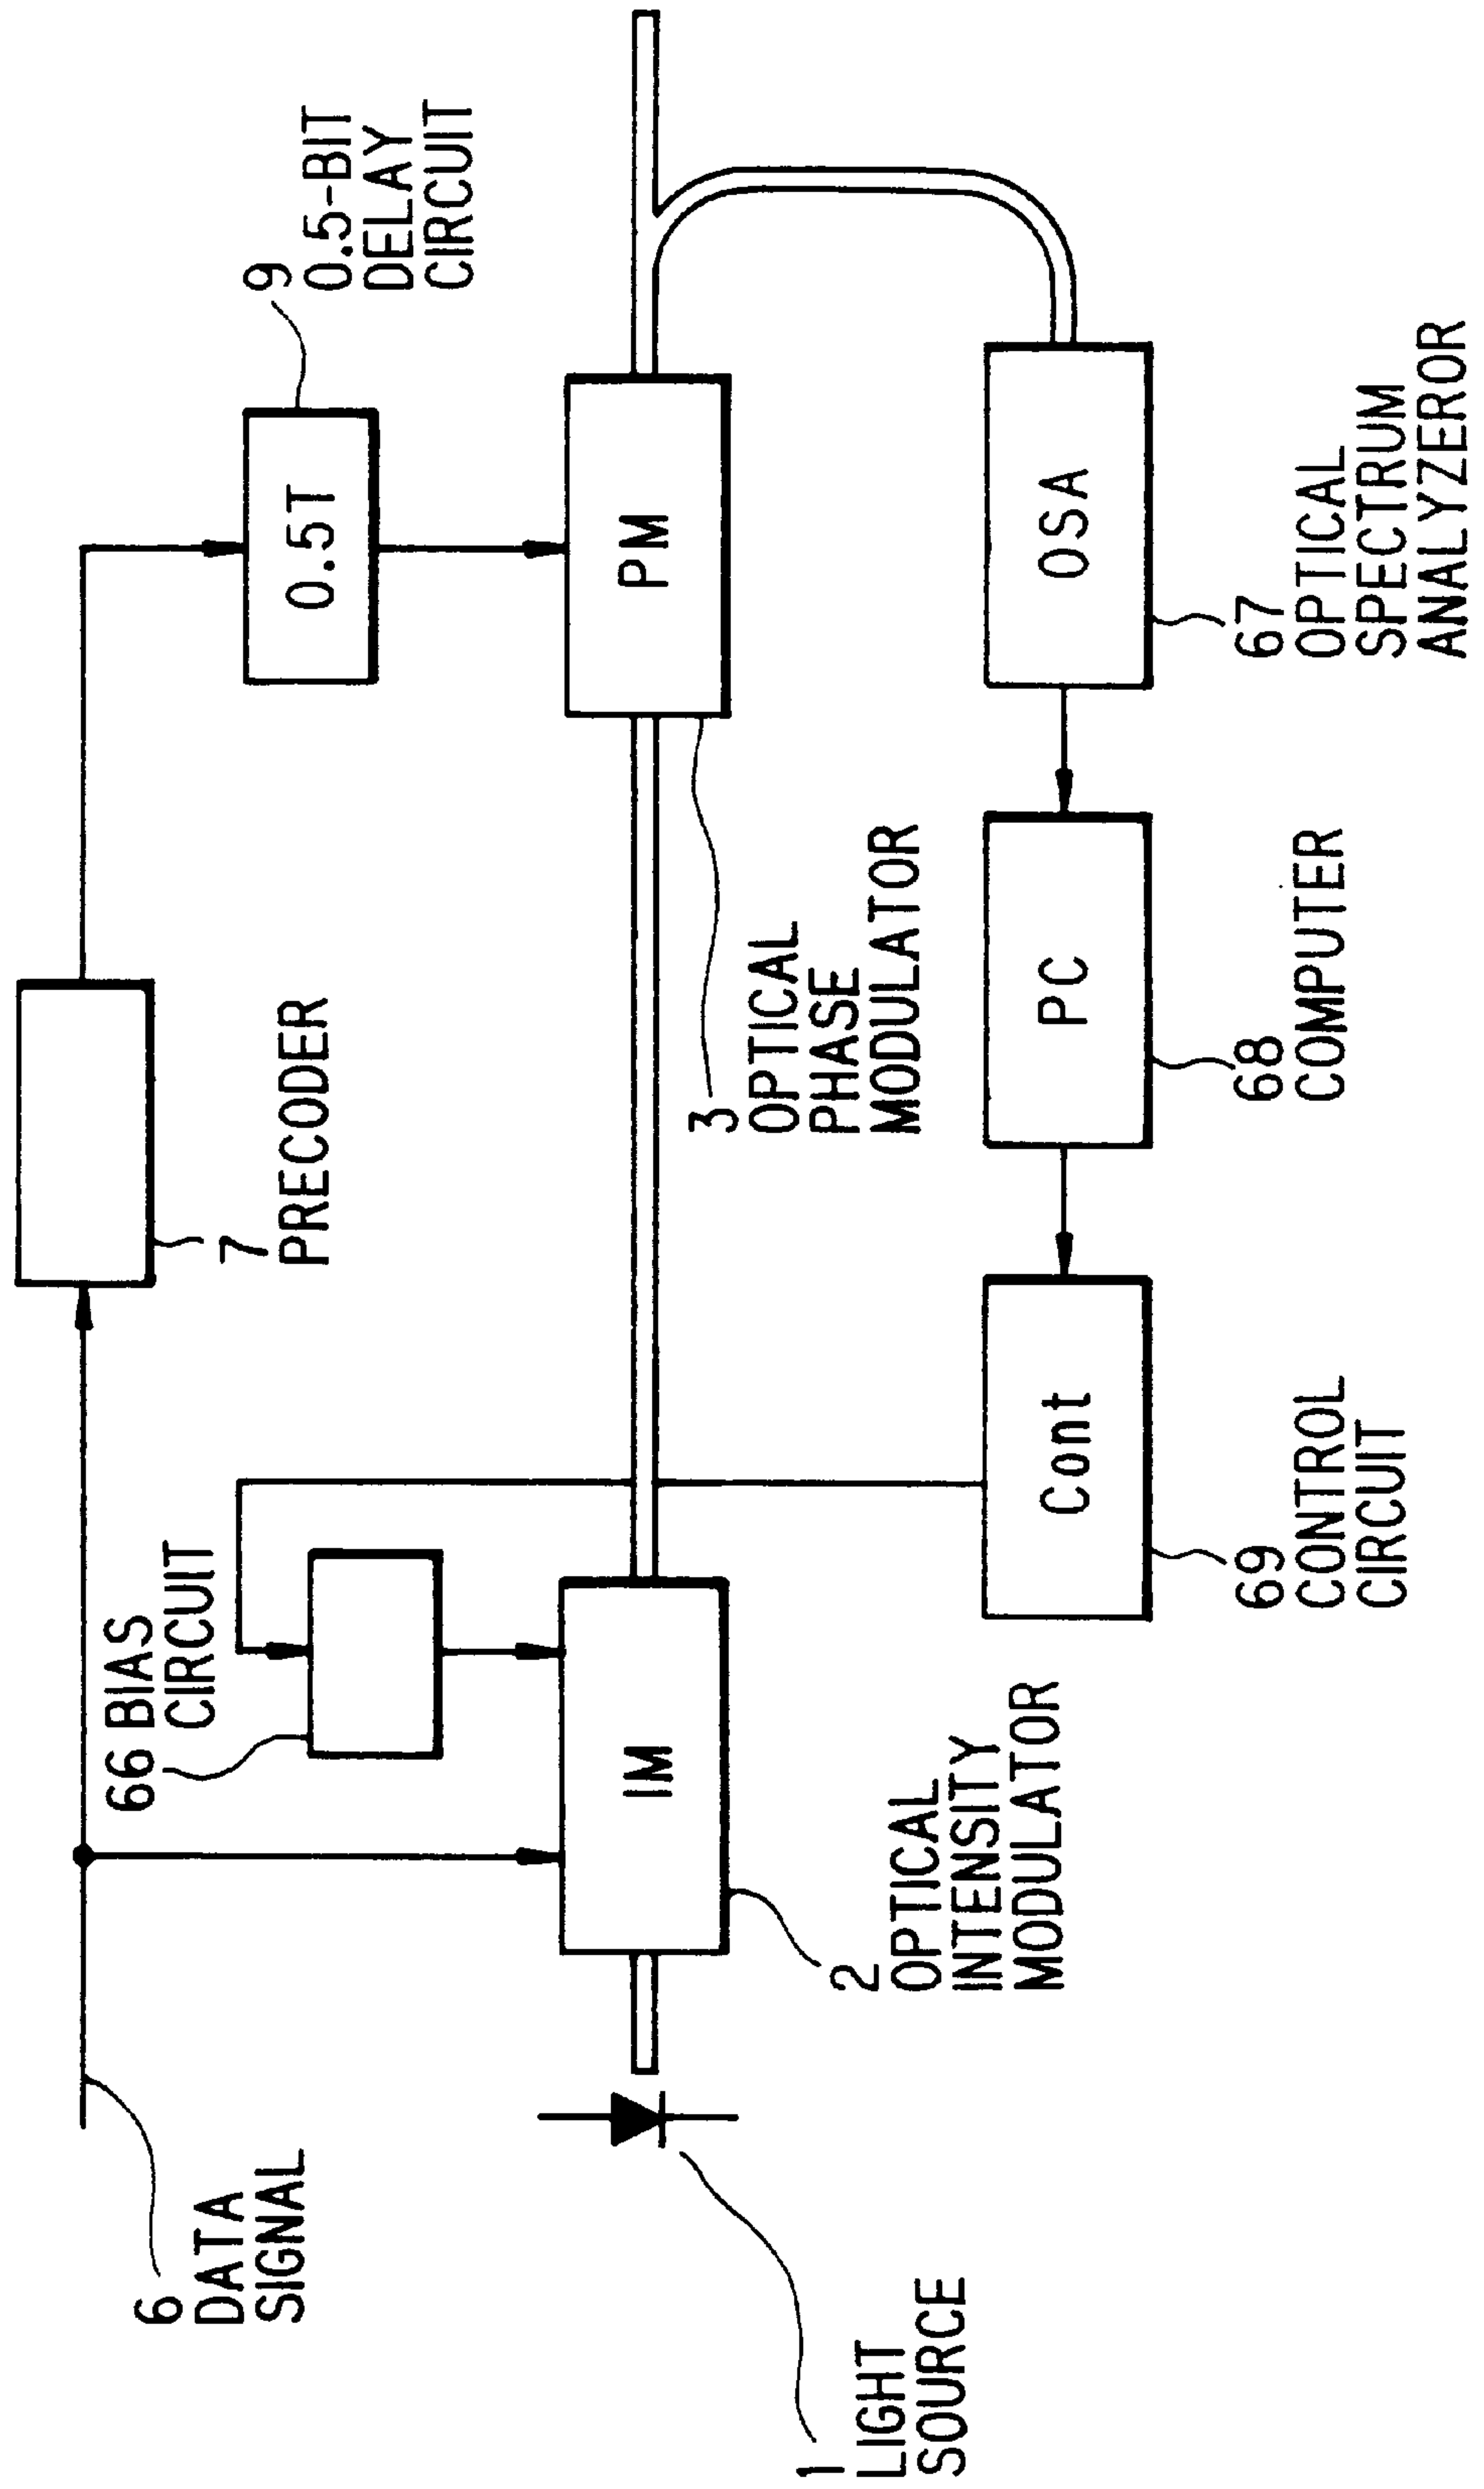 6
DATA
SIGNAL
7
PRECODER
9
0.5-BIT
DELAY
CIRCUIT
0.5T
66 BIAS
CIRCUIT
IM
PM
1
LIGHT
SOURCE
2
OPTICAL
INTENSITY
MODULATOR
3
OPTICAL
PHASE
MODULATOR
Cont
PC
OSA
69
CONTROL
CIRCUIT
68
COMPUTER
67
OPTICAL
SPECTRUM
ANALYZEROR